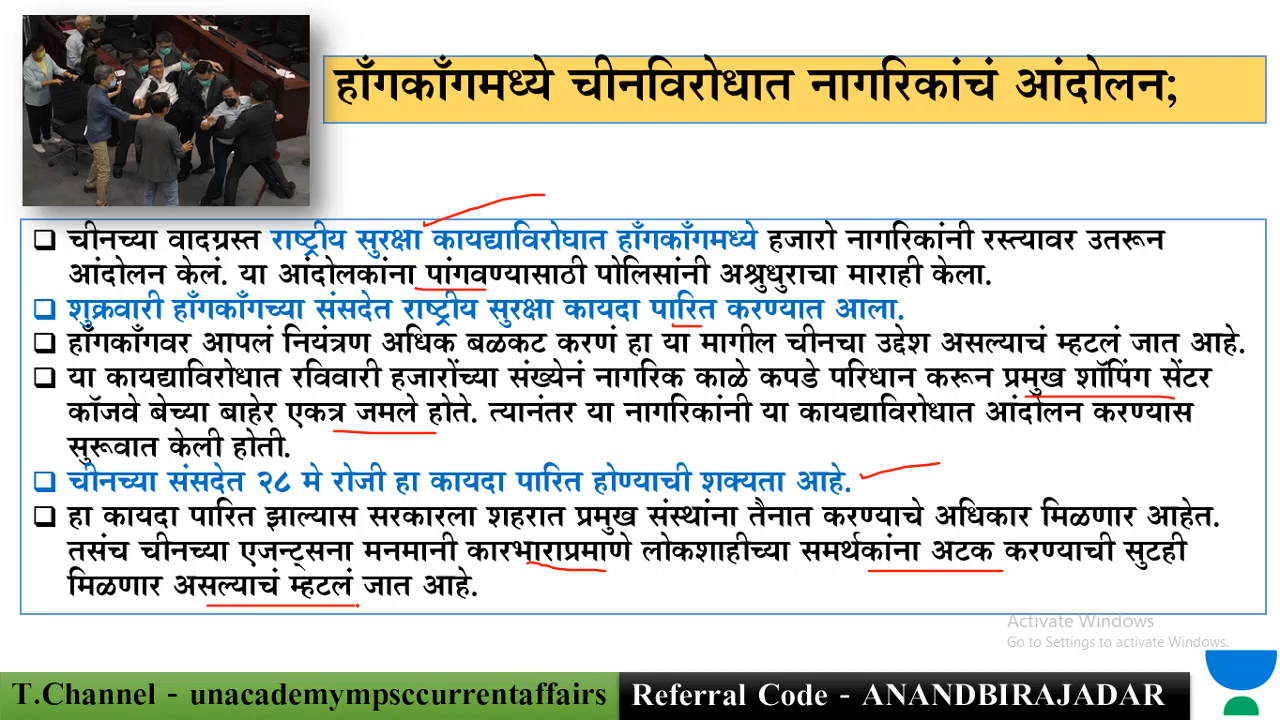 हाँगकाँगमध्ये चीनविरोधात नागरिकांचं आंदोलन;
❑ चीनच्या वादग्रस्त राष्ट्रीय सुरक्षा कायद्याविरोधात हाँगकाँगमध्ये हजारो नागरिकांनी रस्त्यावर उतरून
आंदोलन केलं. या आंदोलकांना पांगवण्यासाठी पोलिसांनी अश्रुधुराचा माराही केला.
❑ शुक्रवारी हाँगकाँगच्या संसदेत राष्ट्रीय सुरक्षा कायदा पारित करण्यात आला.
❑ हाँगकाँगवर आपलं नियंत्रण अधिक बळकट करणं हा या मागील चीनचा उद्देश असल्याचं म्हटलं जात आहे.
❑ या कायद्याविरोधात रविवारी हजारोंच्या संख्येनं नागरिक काळे कपडे परिधान करून प्रमुख शॉपिंग सेंटर
कॉजवे बेच्या बाहेर एकत्र जमले होते. त्यानंतर या नागरिकांनी या कायद्याविरोधात आंदोलन करण्यास
सुरूवात केली होती.
❑ चीनच्या संसदेत २८ मे रोजी हा कायदा पारित होण्याची शक्यता आहे.
❑ हा कायदा पारित झाल्यास सरकारला शहरात प्रमुख संस्थांना तैनात करण्याचे अधिकार मिळणार आहेत.
तसंच चीनच्या एजन्ट्सना मनमानी कारभाराप्रमाणे लोकशाहीच्या समर्थकांना अटक करण्याची सुटही
मिळणार असल्याचं म्हटलं जात आहे.
Activate Windows
Go to Settings to activate Windows.
T.Channel - unacademympsccurrentaffairs Referral Code - ANANDBIRAJADAR